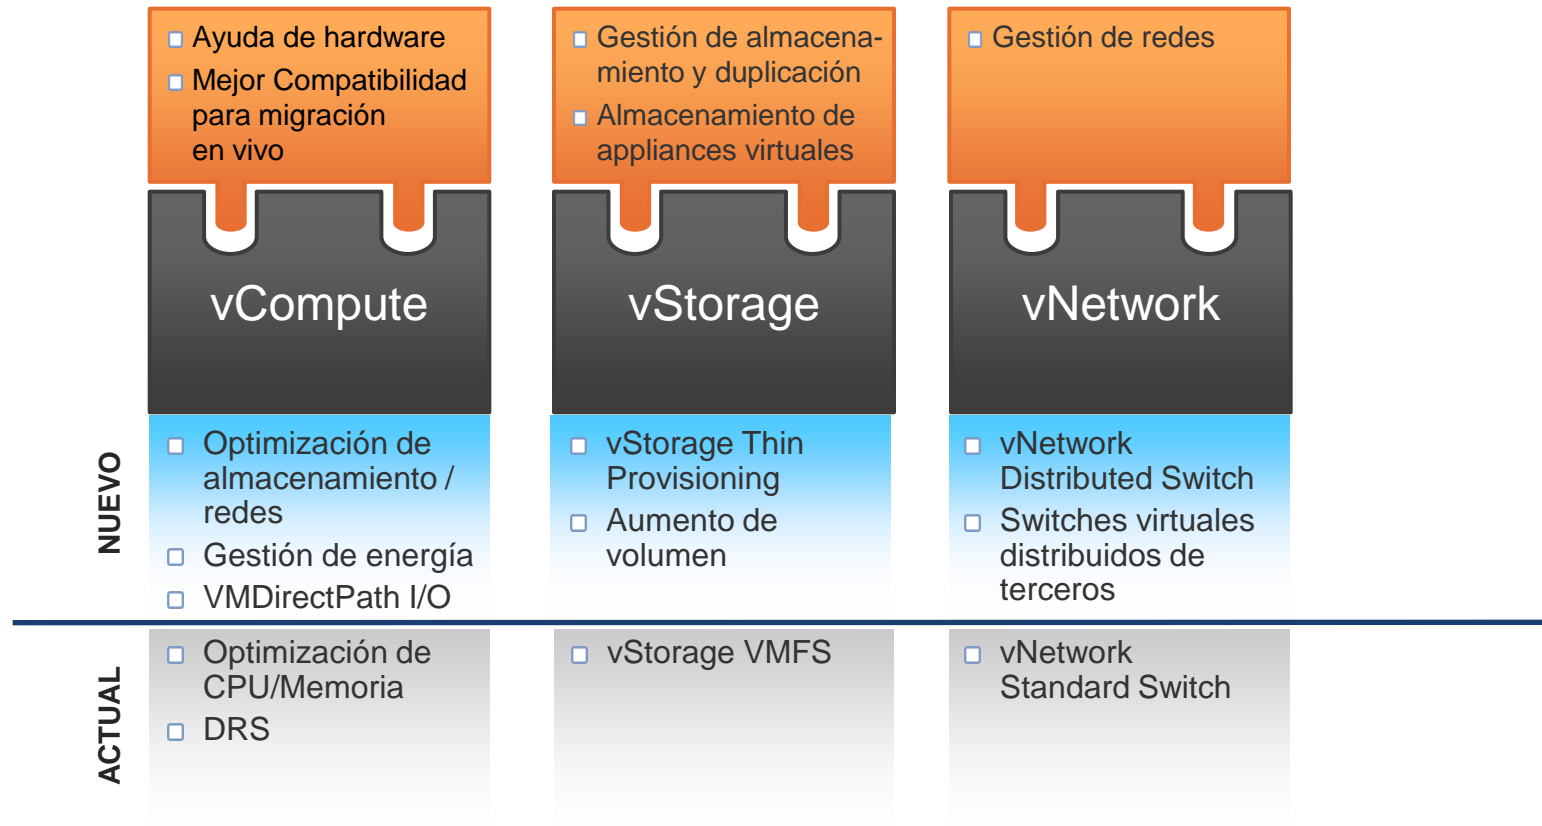 Ayuda de hardware
Mejor Compatibilidad
para migración
en vivo
Gestión de almacena-
miento y duplicación
Almacenamiento de
appliances virtuales
Gestión de redes
vCompute
vStorage
vNetwork
NUEVO
Optimización de
almacenamiento /
redes
Gestión de energía
VMDirectPath I/O
vStorage Thin
Provisioning
Aumento de
volumen
vNetwork
Distributed Switch
Switches virtuales
distribuidos de
terceros
ACTUAL
Optimización de
CPU/Memoria
DRS
vStorage VMFS
vNetwork
Standard Switch